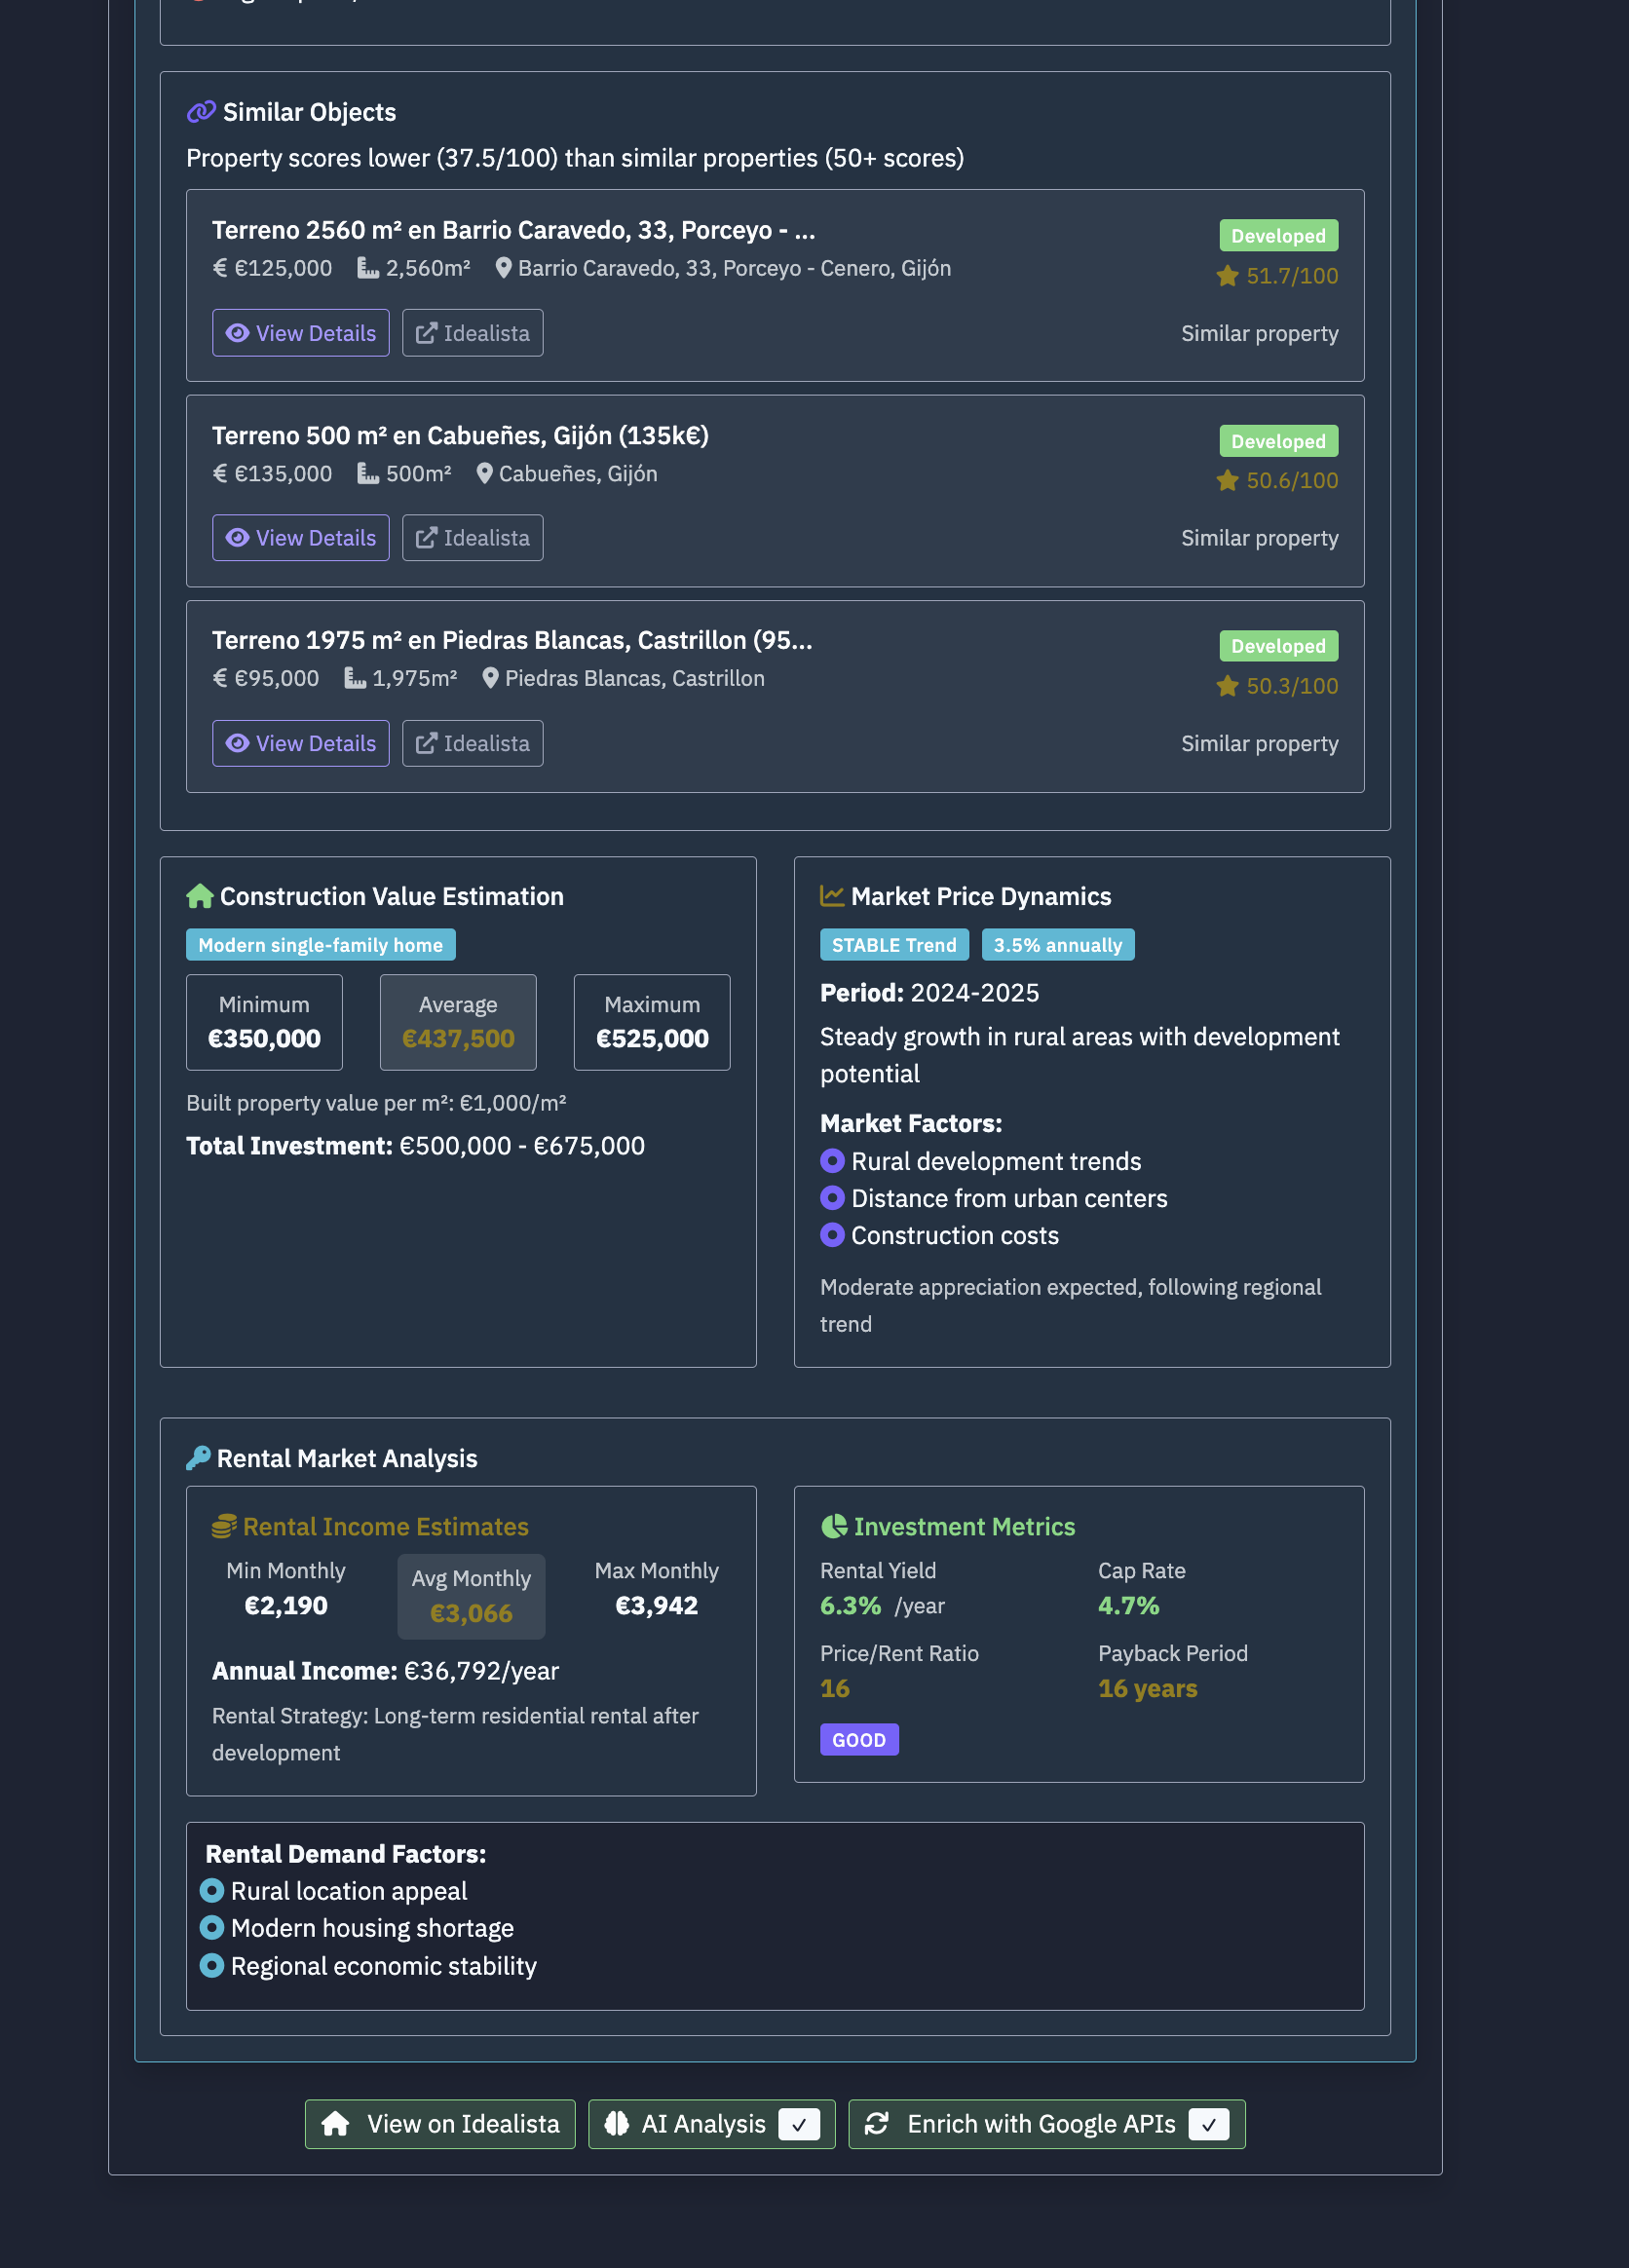 Similar Objects
Property scores lower (37.5/100) than similar properties (50+ scores)
Terreno 2560 m² en Barrio Caravedo, 33, Porceyo - ...
Developed
€ €125,000 2,560m² Barrio Caravedo, 33, Porceyo - Cenero, Gijón
51.7/100
View Details Idealista
Similar property
Terreno 500 m² en Cabueñes, Gijón (135k€)
Developed
€ €135,000 500m² Cabueñes, Gijón
50.6/100
View Details Idealista
Similar property
Terreno 1975 m² en Piedras Blancas, Castrillon (95...
Developed
€ €95,000 1,975m² Piedras Blancas, Castrillon
50.3/100
View Details Idealista
Similar property
Construction Value Estimation
Modern single-family home
Minimum Average Maximum
€350,000 €437,500 €525,000
Built property value per m²: €1,000/m²
Total Investment: €500,000 - €675,000
Market Price Dynamics
STABLE Trend 3.5% annually
Period: 2024-2025
Steady growth in rural areas with development
potential
Market Factors:
Rural development trends
Distance from urban centers
Construction costs
Moderate appreciation expected, following regional
trend
Rental Market Analysis
Rental Income Estimates
Min Monthly Avg Monthly Max Monthly
€2,190 €3,066 €3,942
Annual Income: €36,792/year
Rental Strategy: Long-term residential rental after
development
Investment Metrics
Rental Yield Cap Rate
6.3% /year 4.7%
Price/Rent Ratio Payback Period
16 16 years
GOOD
Rental Demand Factors:
Rural location appeal
Modern housing shortage
Regional economic stability
View on Idealista AI Analysis ✓ Enrich with Google APIs ✓